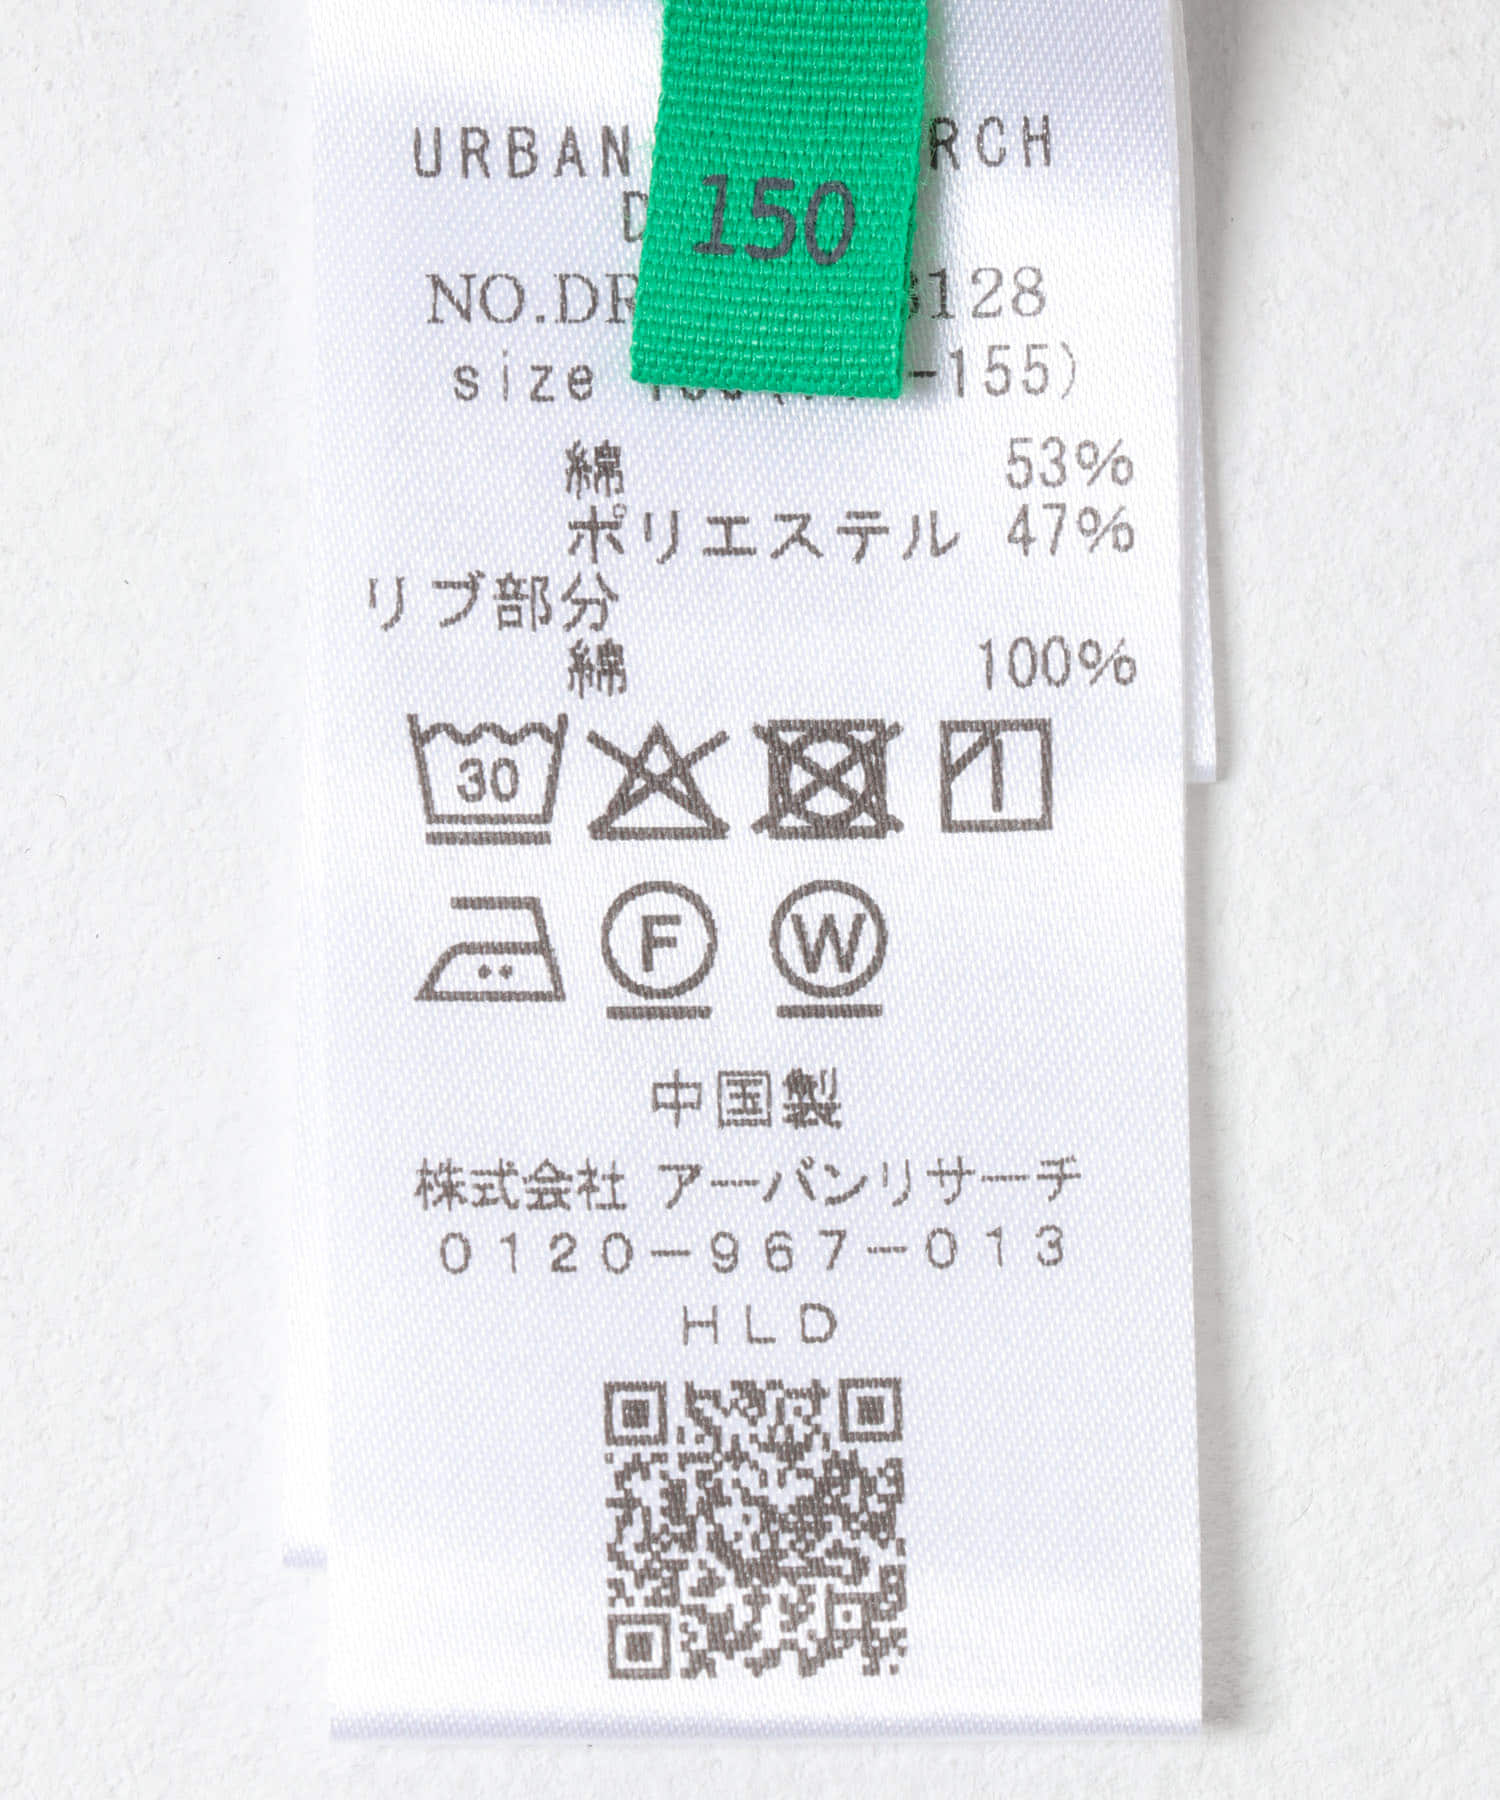 URBAN RCH
150
NO.DR 128
size -155)
綿 53%
ポリエステル 47%
リブ部分
綿 100%
30
F W
中国製
株式会社 アーバンリサーチ
0120-967-013
HLD